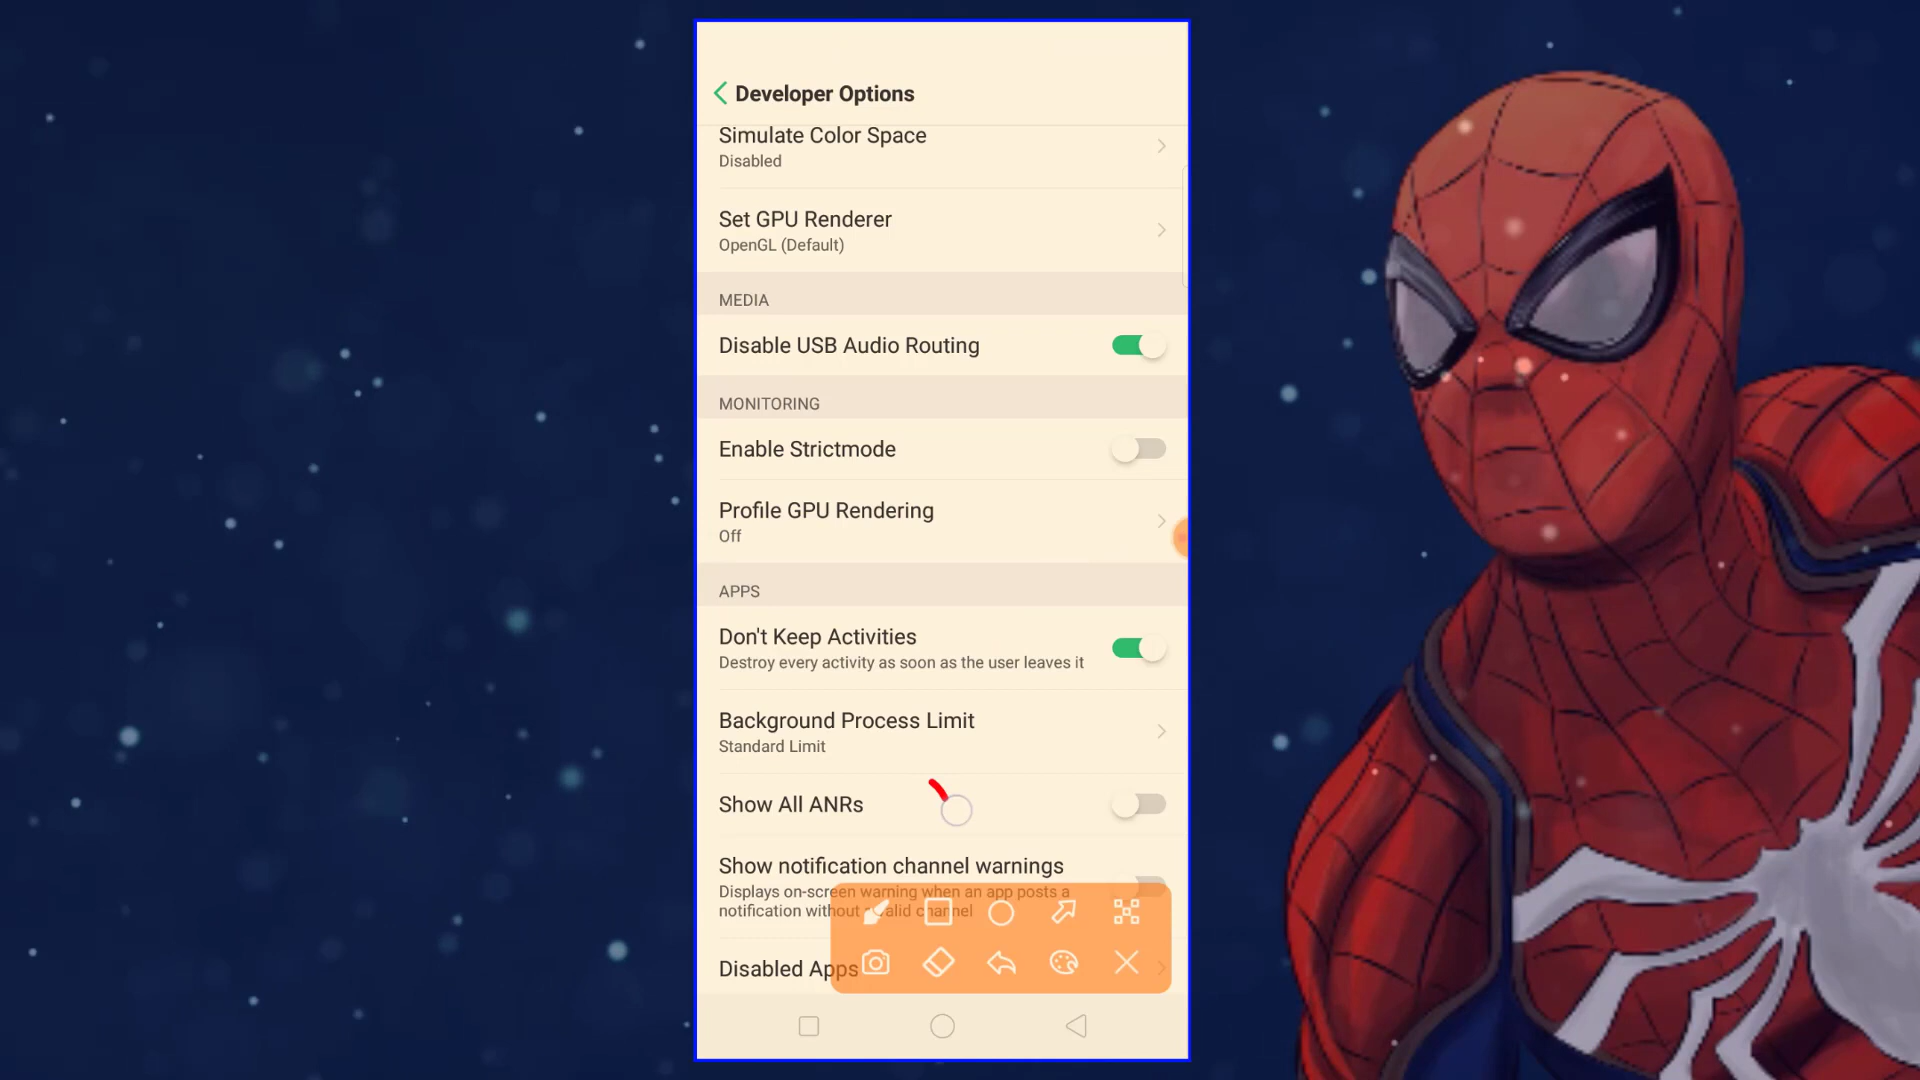 Developer Options
Simulate Color Space
Disabled
Set GPU Renderer
OpenGL (Default)
MEDIA
Disable USB Audio Routing
MONITORING
Enable Strictmode
Profile GPU Rendering
Off
APPS
Don't Keep Activities
Destroy every activity as soon as the user leaves it
Background Process Limit
Standard Limit
Show All ANRs
Show notification channel warnings
Displays on-screen warning when an app posts a
notification without channel
Disabled Apps